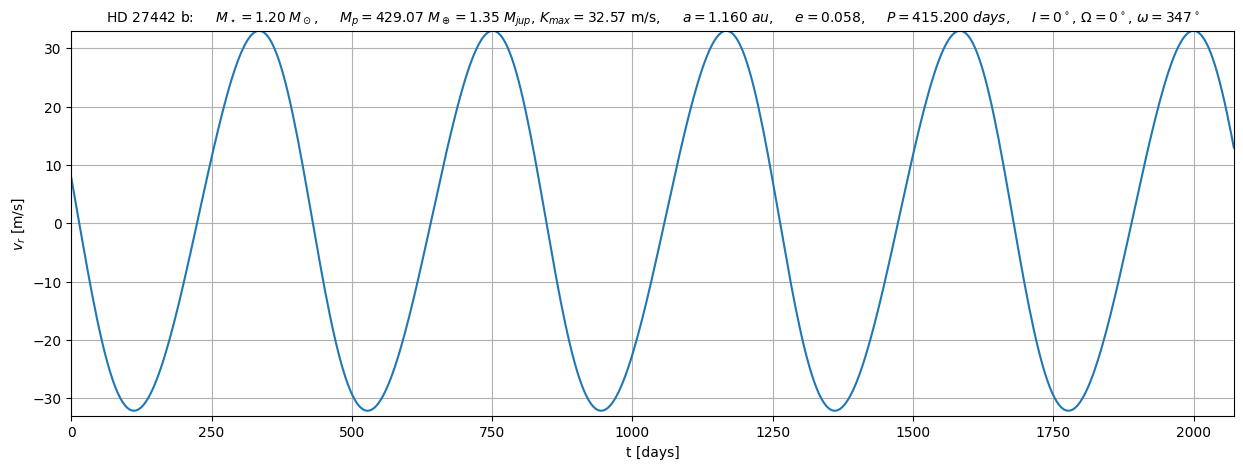 HD 27442 b: M⋆ = 1.20 M⊙, Mp = 429.07 M⊕ = 1.35 Mjup, Kmax = 32.57 m/s, a = 1.160 au, e = 0.058, P = 415.200 days, I = 0°, Ω = 0°, ω = 347°
30
20
10
0
−10
−20
−30
vr [m/s]
0 250 500 750 1000 1250 1500 1750 2000
t [days]